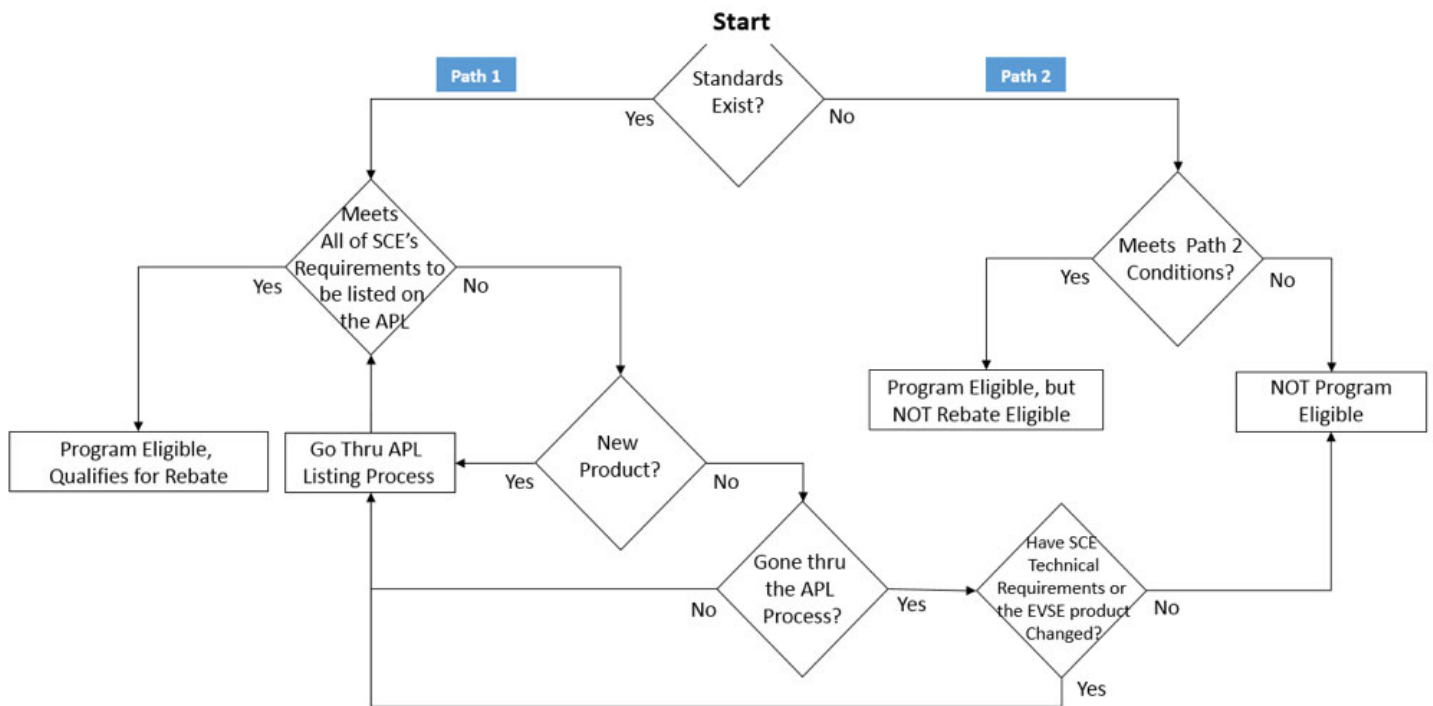 Start
Path 1
Path 2
Standards
Exist?
Yes
No
Meets
All of SCE's
Requirements to
be listed on
the APL
Yes
No
Meets Path 2
Conditions?
Yes
No
Program Eligible, but
NOT Rebate Eligible
NOT Program
Eligible
Program Eligible,
Qualifies for Rebate
Go Thru APL
Listing Process
New
Product?
Yes
No
Gone thru
the APL
Process?
No
Yes
Have SCE
Technical
Requirements or
the EVSE product
Changed?
No
Yes